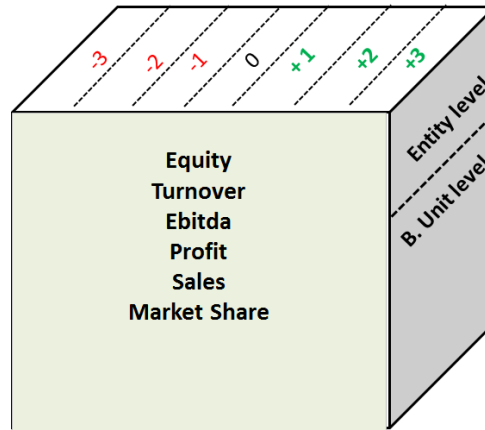 -3 -2 -1 0 +1 +2 +3
Entity level
B. Unit level
Equity
Turnover
Ebitda
Profit
Sales
Market Share